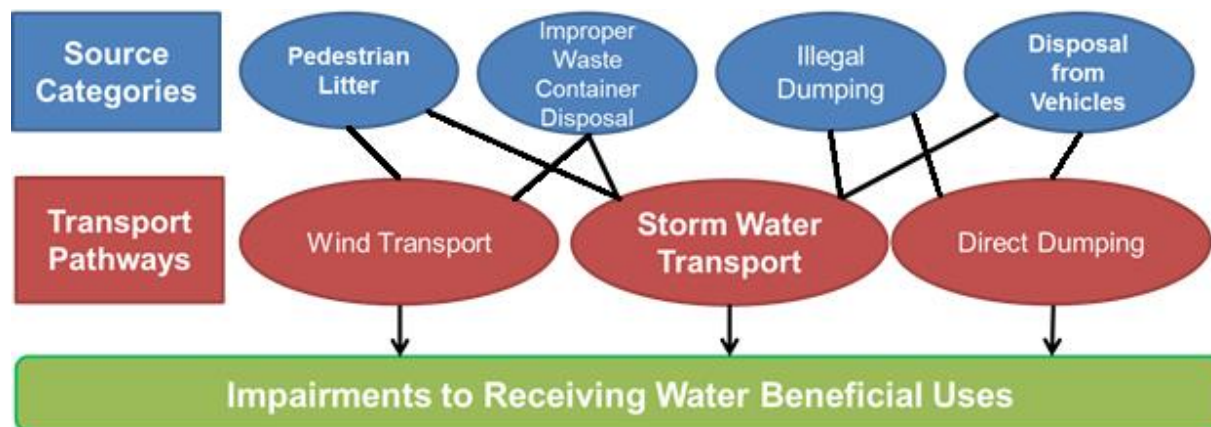 Source
Categories
Pedestrian
Litter
Improper
Waste
Container
Disposal
Illegal
Dumping
Disposal
from
Vehicles
Transport
Pathways
Wind Transport
Storm Water
Transport
Direct Dumping
Impairments to Receiving Water Beneficial Uses